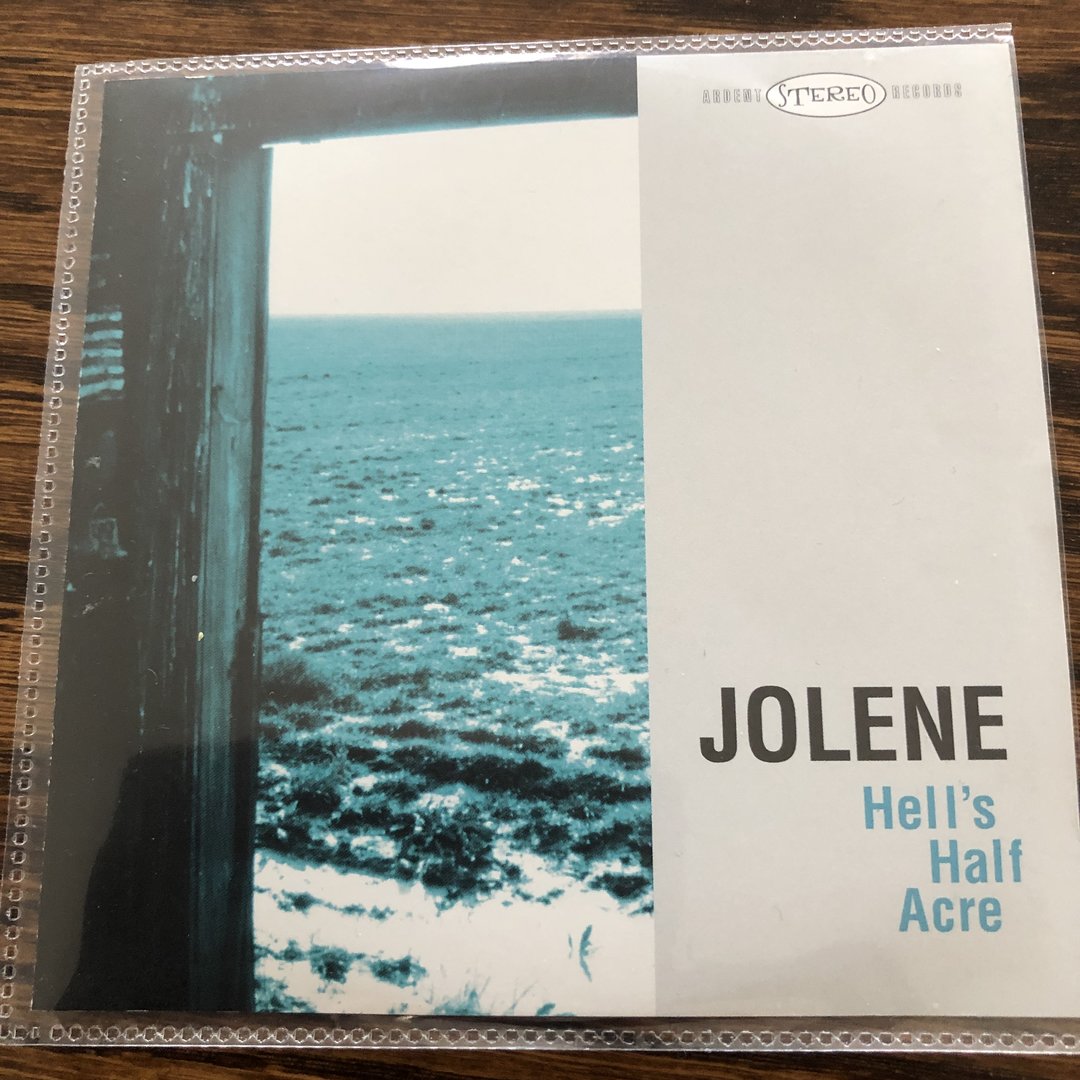 ARDENT STEREO RECORDS
JOLENE
Hell's
Half
Acre